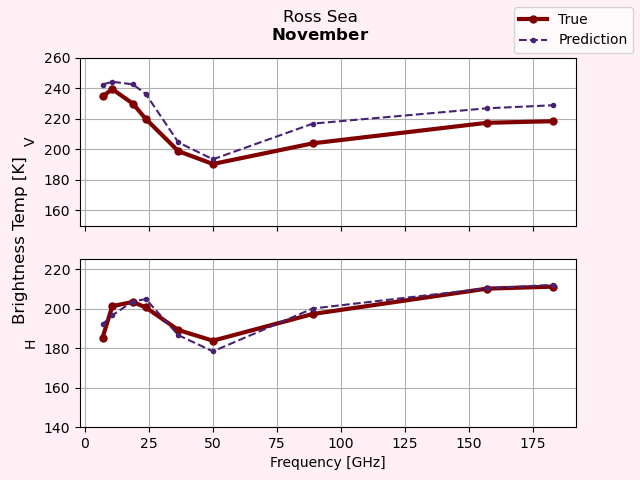 Ross Sea
November
True
Prediction
260
240
220
200
180
160
V
Brightness Temp [K]
220
200
180
160
140
H
0 25 50 75 100 125 150 175
Frequency [GHz]